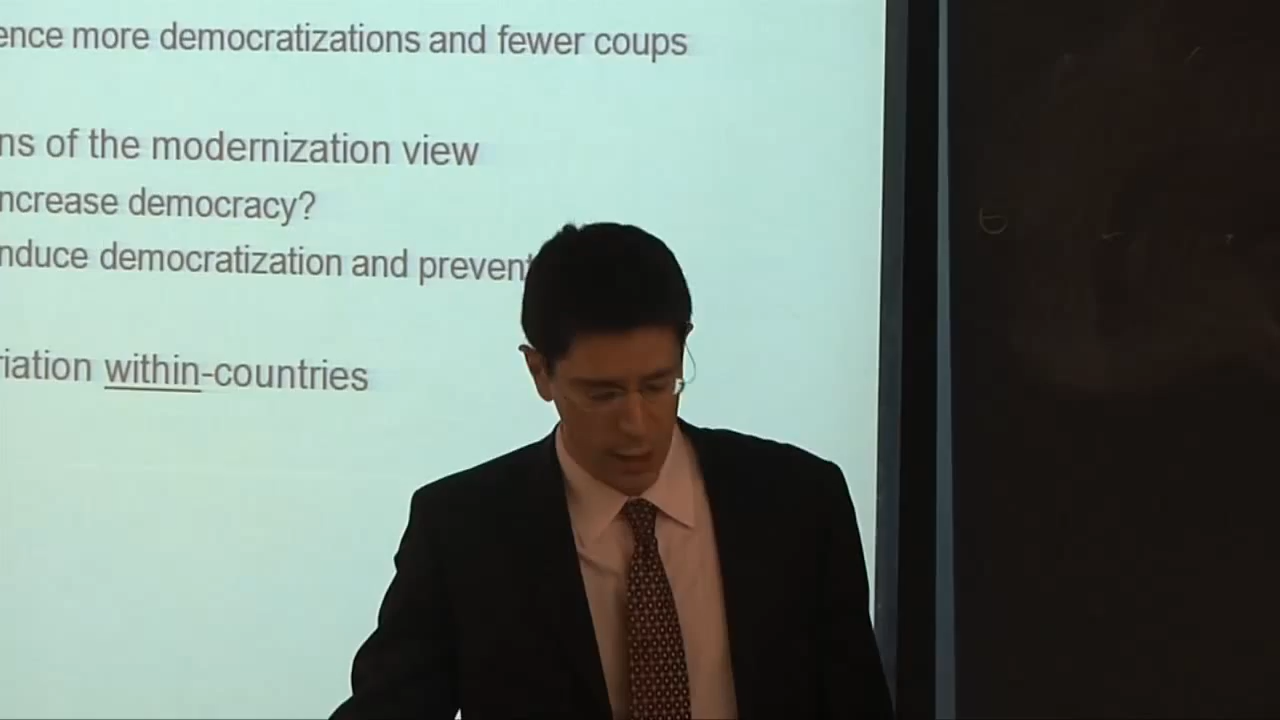 ence more democratizations and fewer coups
ns of the modernization view
ncrease democracy?
nduce democratization and prevent
riation within-countries